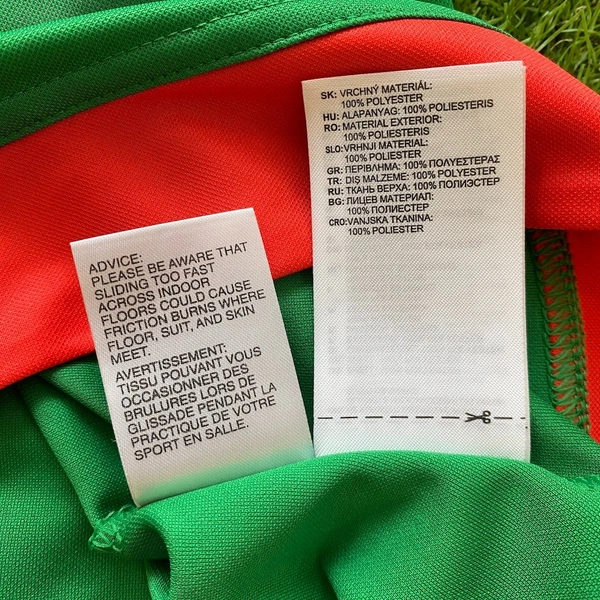 ADVICE:
PLEASE BE AWARE THAT
SLIDING TOO FAST
ACROSS INDOOR
FLOORS COULD CAUSE
FRICTION BURNS WHERE
FLOOR, SUIT, AND SKIN
MEET.
AVERTISSEMENT:
TISSU POUVANT VOUS
OCCASIONNER DES
BRULURES LORS DE
GLISSADE PENDANT LA
PRACTIQUE DE VOTRE
SPORT EN SALLE.
SK: VRCHNÝ MATERIÁL:
100% POLYESTER
HU: ALAPANYAG: 100% POLIESTERIS
RO: MATERIAL EXTERIOR:
100% POLIESTERIS
SLO: VRHNJI MATERIAL:
100% POLIESTER
GR: ΠΕΡΙΒΛΗΜΑ: 100% ΠΟΛΥΕΣΤΕΡΑΣ
TR: DIŞ MALZEME: 100% POLYESTER
RU: ТКАНЬ ВЕРХА: 100% ПОЛИЭСТЕР
BG: ЛИЦЕВ МАТЕРИАЛ:
100% ПОЛИЕСТЕР
CRO: VANJSKA TKANINA:
100% POLIESTER